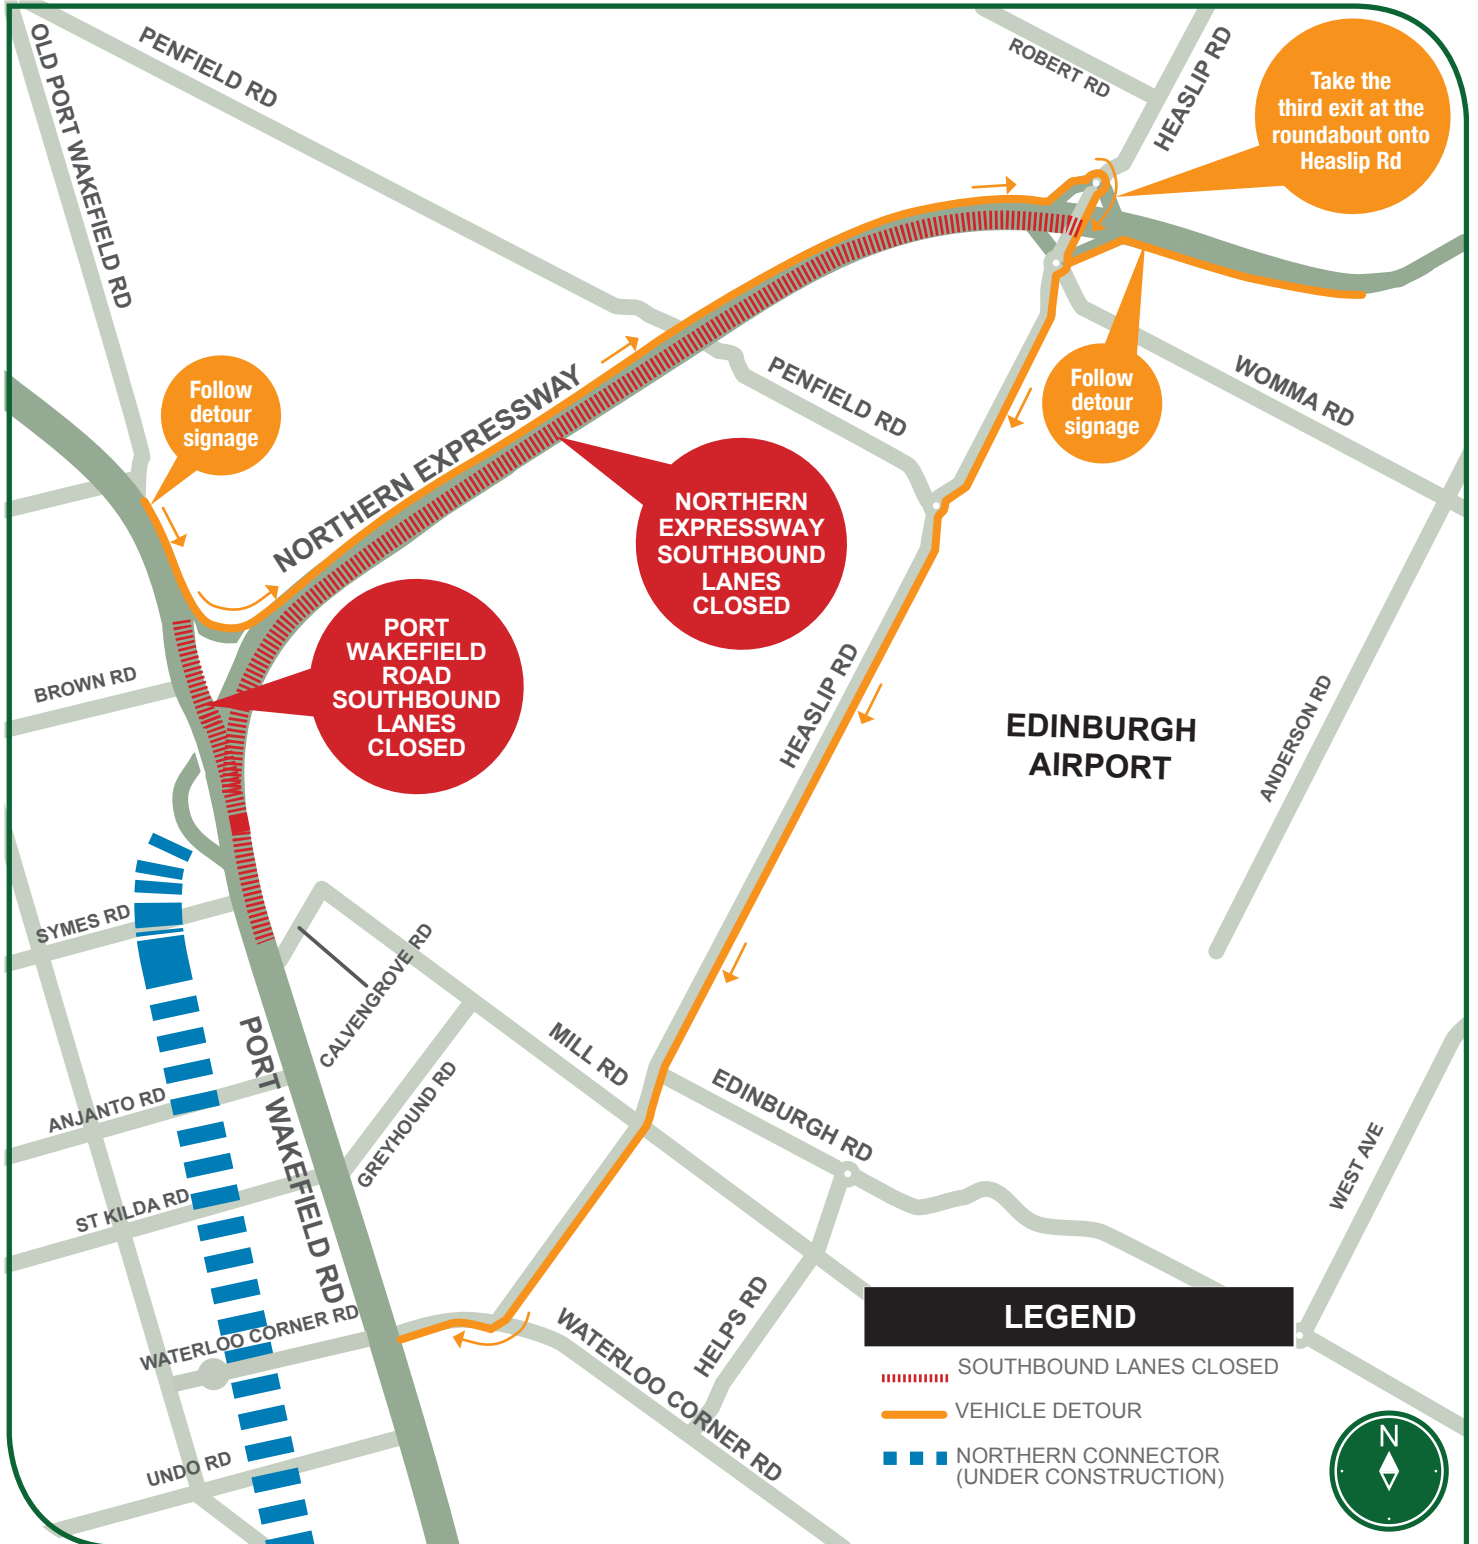 OLD PORT WAKEFIELD RD
PENFIELD RD
ROBERT RD
HEASLIP RD
Take the
third exit at the
roundabout onto
Heaslip Rd
Follow
detour
signage
NORTHERN EXPRESSWAY
PENFIELD RD
Follow
detour
signage
WOMMA RD
NORTHERN
EXPRESSWAY
SOUTHBOUND
LANES
CLOSED
PORT
WAKEFIELD
ROAD
SOUTHBOUND
LANES
CLOSED
BROWN RD
HEASLIP RD
EDINBURGH
AIRPORT
ANDERSON RD
SYMES RD
CALVENGROVE RD
PORT WAKEFIELD RD
MILL RD
EDINBURGH RD
ANJANTO RD
GREYHOUND RD
WEST AVE
ST KILDA RD
WATERLOO CORNER RD
HELPS RD
WATERLOO CORNER RD
UNDO RD
LEGEND
SOUTHBOUND LANES CLOSED
VEHICLE DETOUR
NORTHERN CONNECTOR
(UNDER CONSTRUCTION)
N